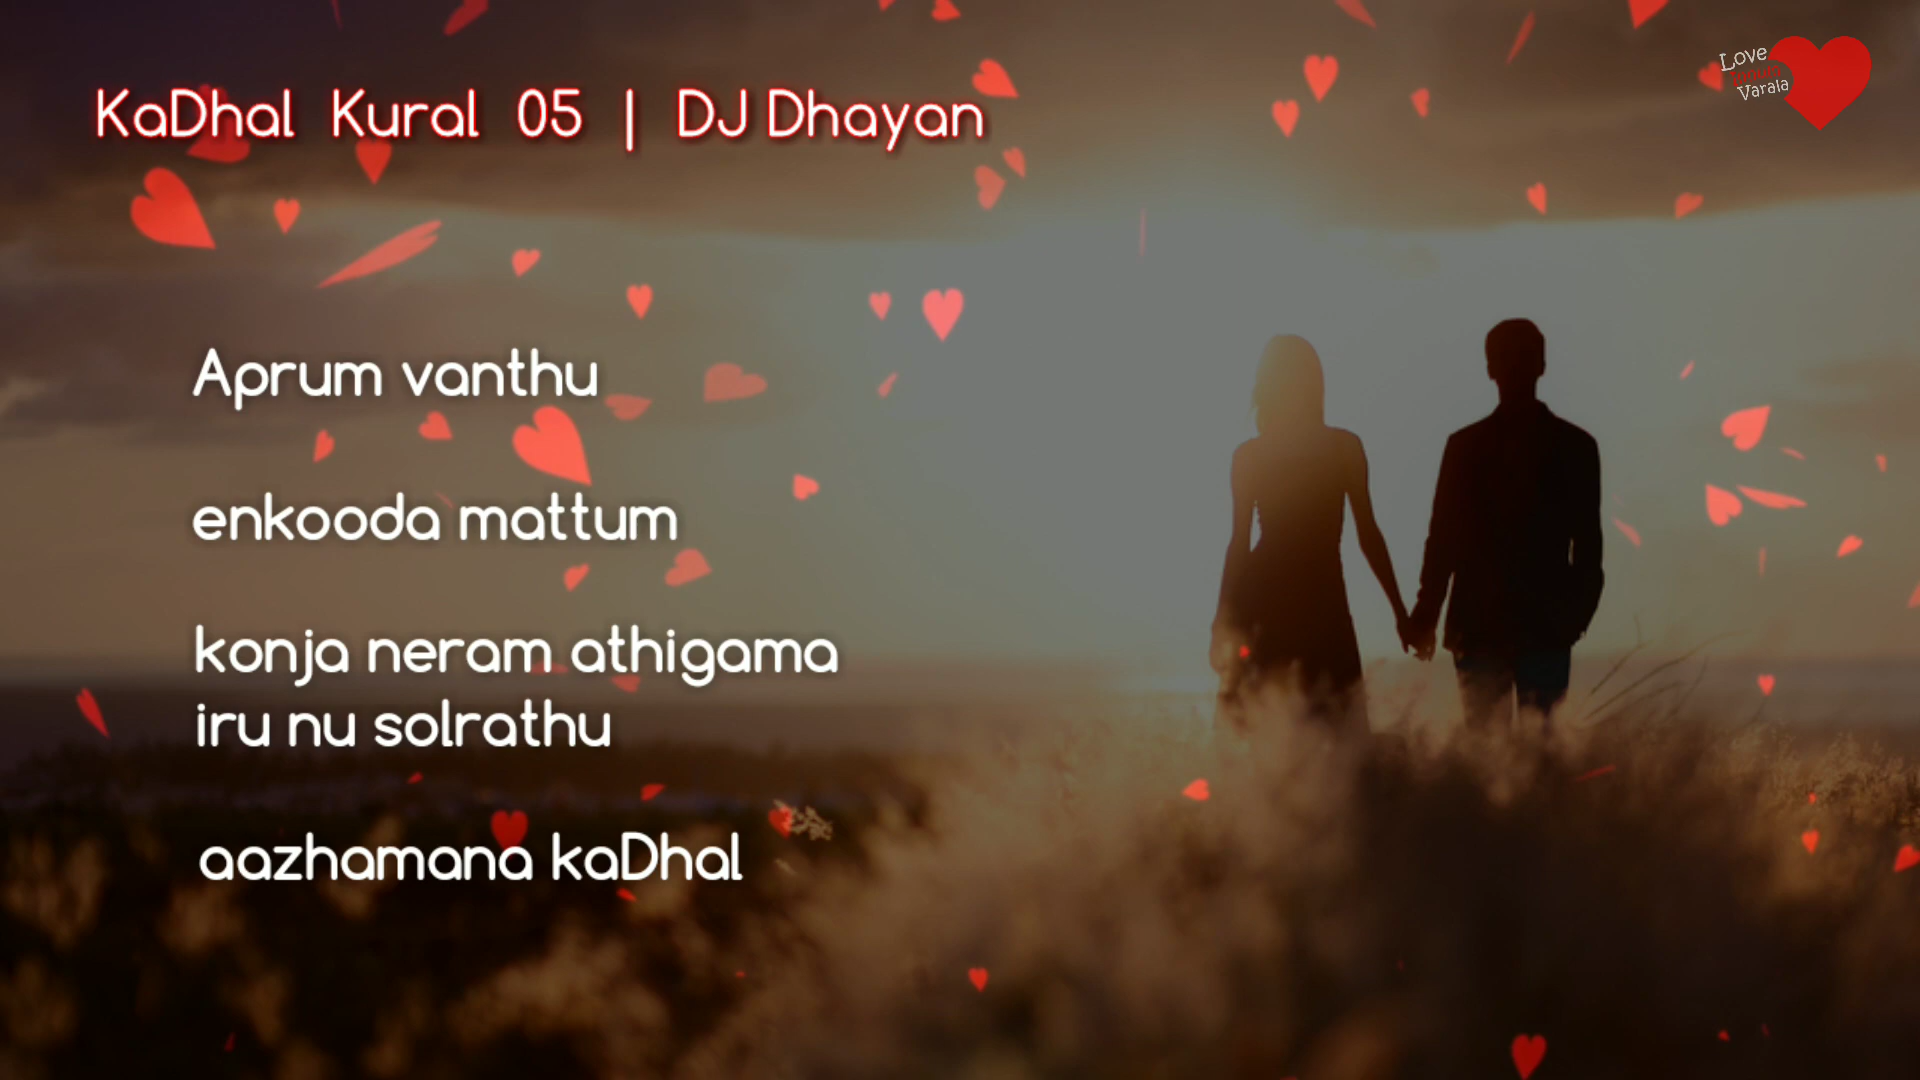 KaDhal Kural 05 | DJ Dhayan
Love
Innum
Varala
Aprum vanthu
enkooda mattum
konja neram athigama
iru nu solrathu
aazhamana kaDhal